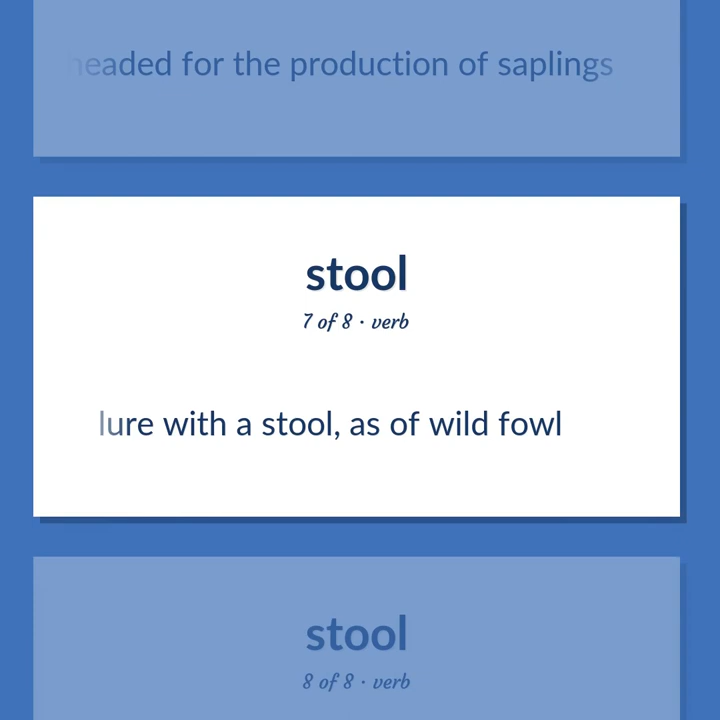 headed for the production of saplings
stool
7 of 8 · verb
lure with a stool, as of wild fowl
stool
8 of 8 · verb